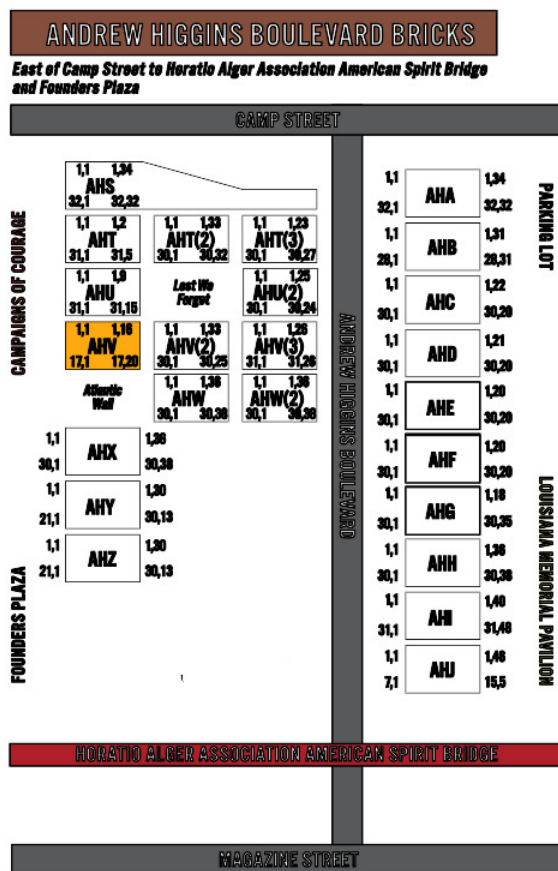 ANDREW HIGGINS BOULEVARD BRICKS
East of Camp Street to Horatio Alger Association American Spirit Bridge
and Founders Plaza
CAMP STREET
CAMPAIGNS OF COURAGE
FOUNDERS PLAZA
1,1 1,34
AHS
32,1 32,32
1,1 1,2
AHT
31,1 31,5
1,1 1,33
AHT(2)
30,1 30,32
1,1 1,23
AHT(3)
30,1 30,27
1,1 1,9
AHU
31,1 31,15
Lest We
Forget
1,1 1,25
AHU(2)
30,1 30,24
1,1 1,16
AHV
17,1 17,20
1,1 1,33
AHV(2)
30,1 30,25
1,1 1,26
AHV(3)
31,1 31,26
Atlantic
Wall
1,1 1,36
AHW
30,1 30,38
1,1 1,36
AHW(2)
30,1 30,38
1,1 1,36
AHX
30,1 30,38
1,1 1,30
AHY
21,1 30,13
1,1 1,30
AHZ
21,1 30,13
ANDREW HIGGINS BOULEVARD
1,1 1,34
AHA
32,1 32,32
1,1 1,31
AHB
28,1 28,31
1,1 1,22
AHC
30,1 30,20
1,1 1,21
AHD
30,1 30,20
1,1 1,20
AHE
30,1 30,20
1,1 1,20
AHF
30,1 30,20
1,1 1,18
AHG
30,1 30,35
1,1 1,36
AHH
30,1 30,38
1,1 1,40
AHI
31,1 31,48
1,1 1,48
AHJ
7,1 15,5
PARKING LOT
LOUISIANA MEMORIAL PAVILION
HORATIO ALGER ASSOCIATION AMERICAN SPIRIT BRIDGE
MAGAZINE STREET